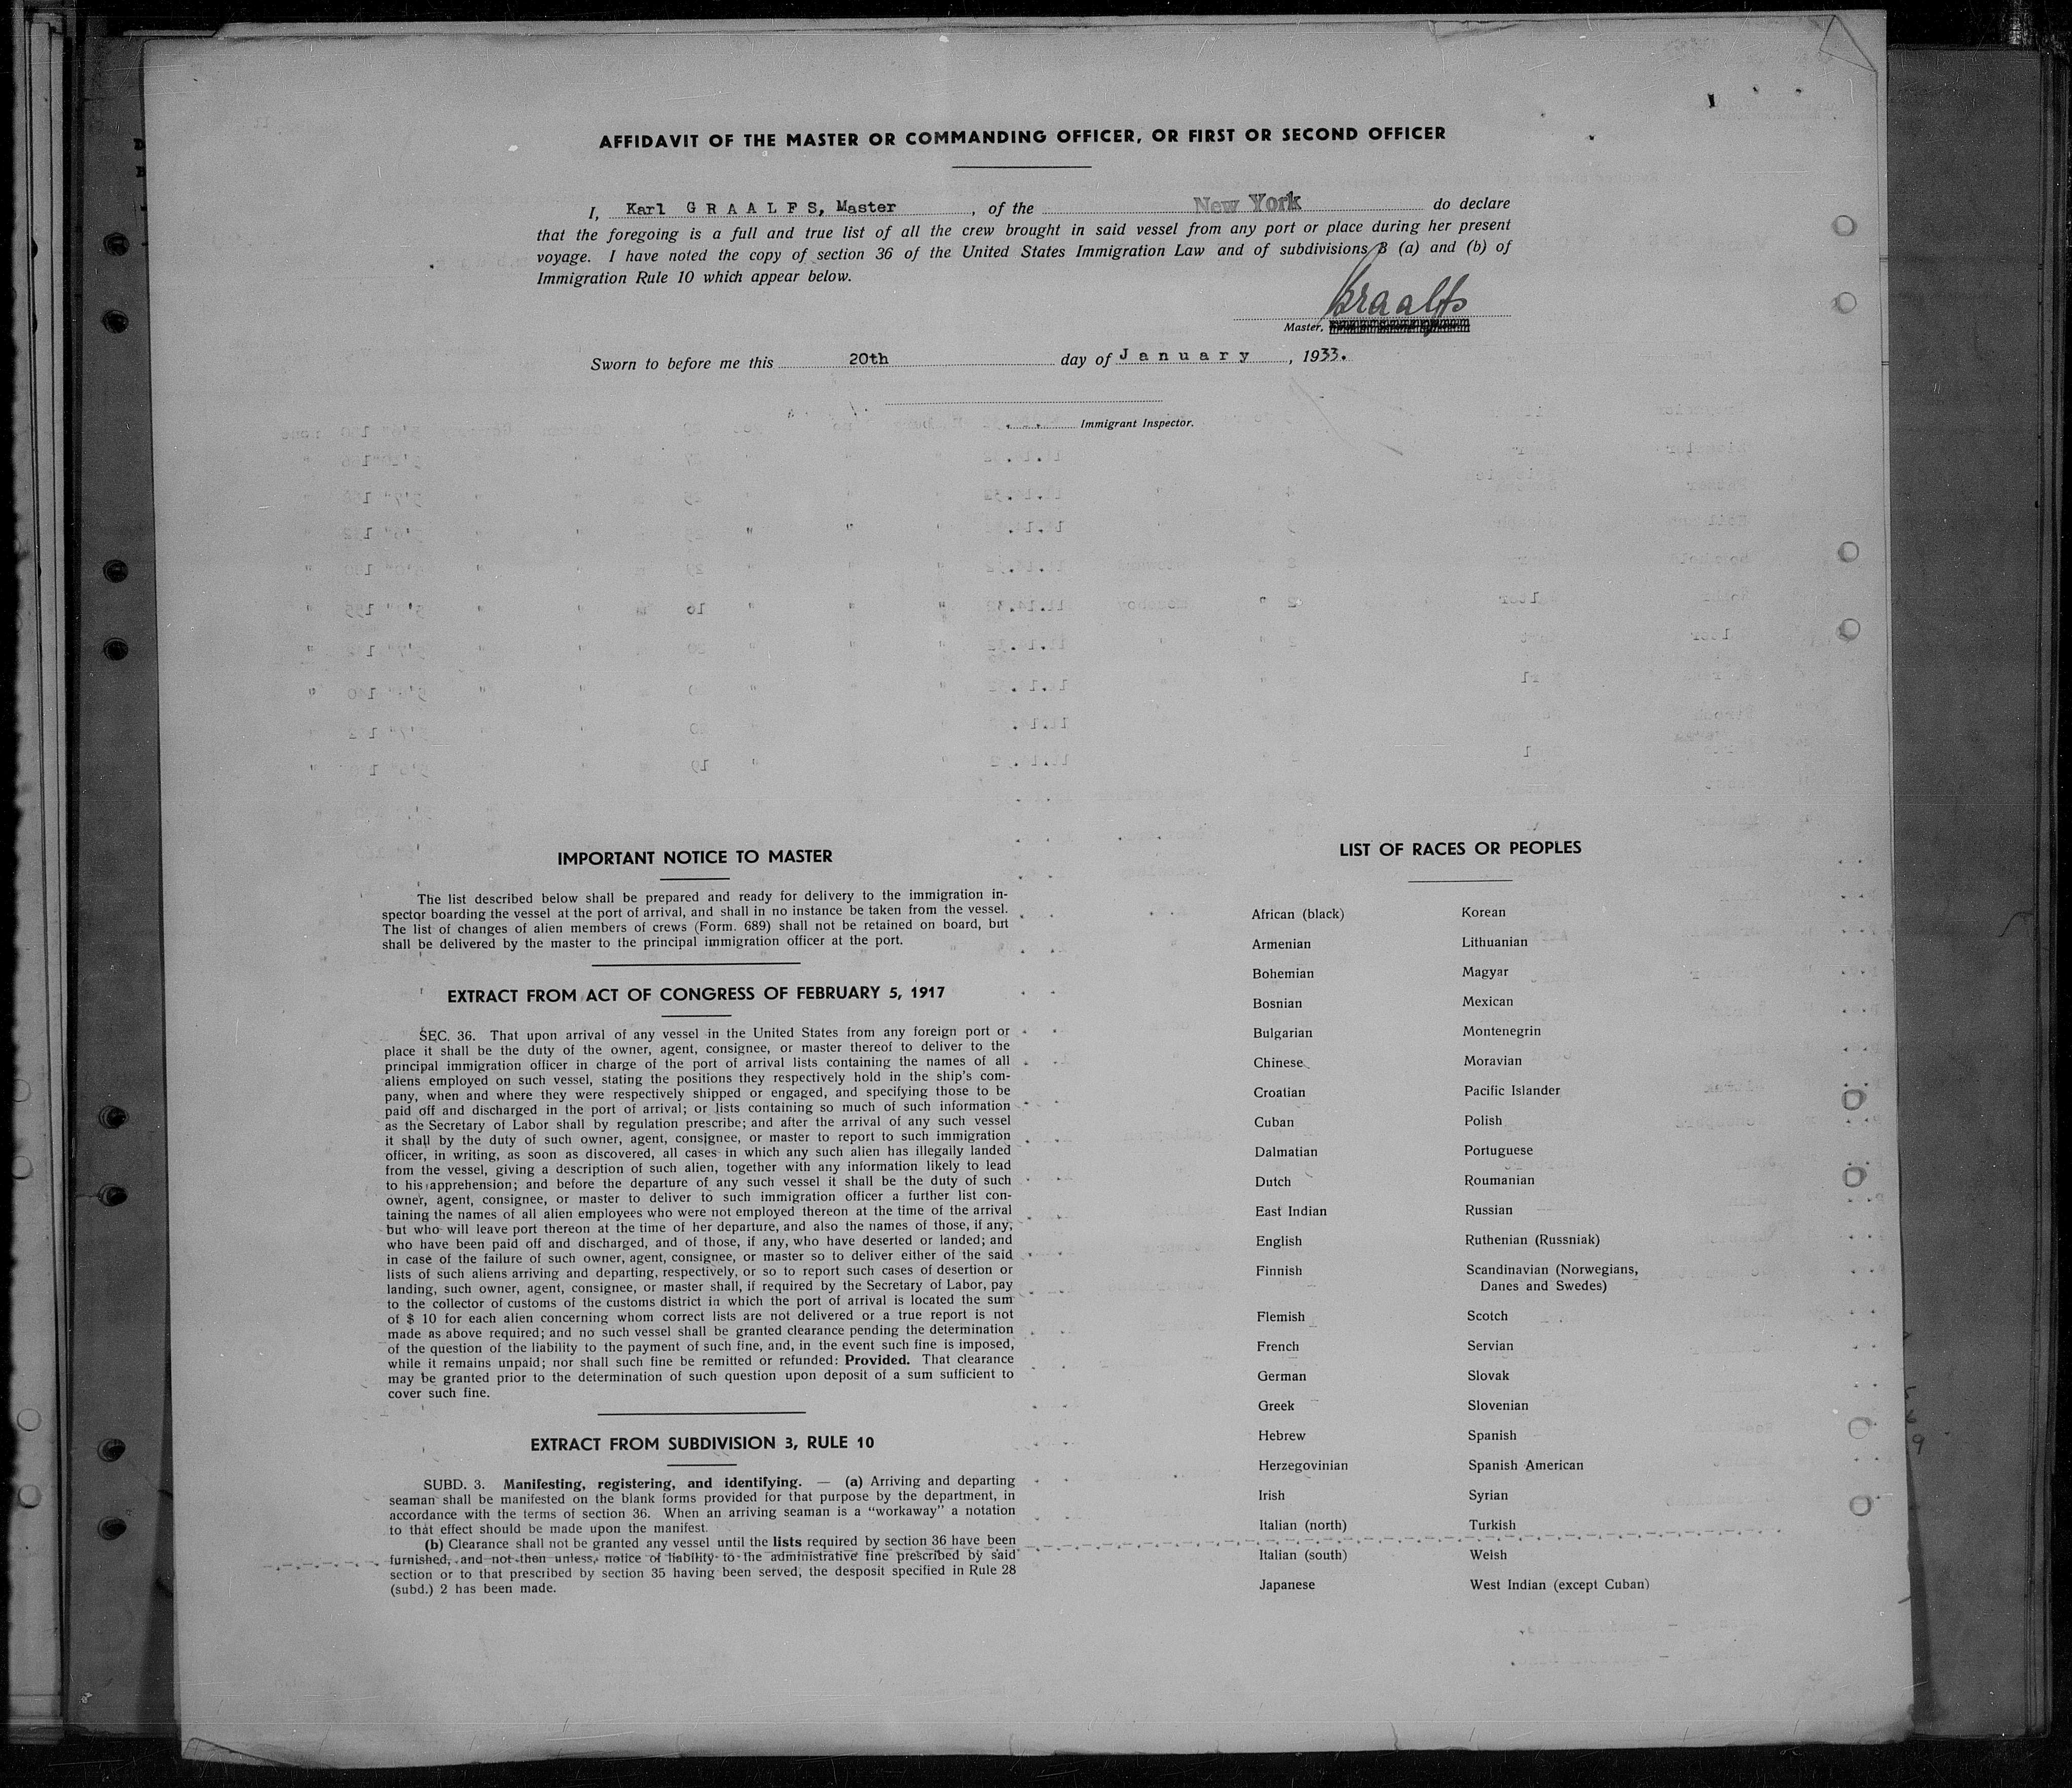 AFFIDAVIT OF THE MASTER OR COMMANDING OFFICER, OR FIRST OR SECOND OFFICER
I, Karl G R A A L F S, Master , of the New York do declare
that the foregoing is a full and true list of all the crew brought in said vessel from any port or place during her present
voyage. I have noted the copy of section 36 of the United States Immigration Law and of subdivisions 3 (a) and (b) of
Immigration Rule 10 which appear below.
Graalfs
Master,
Sworn to before me this 20th day of January , 1933.
Immigrant Inspector.
IMPORTANT NOTICE TO MASTER
The list described below shall be prepared and ready for delivery to the immigration in-
spector boarding the vessel at the port of arrival, and shall in no instance be taken from the vessel.
The list of changes of alien members of crews (Form. 689) shall not be retained on board, but
shall be delivered by the master to the principal immigration officer at the port.
EXTRACT FROM ACT OF CONGRESS OF FEBRUARY 5, 1917
SEC. 36. That upon arrival of any vessel in the United States from any foreign port or
place it shall be the duty of the owner, agent, consignee, or master thereof to deliver to the
principal immigration officer in charge of the port of arrival lists containing the names of all
aliens employed on such vessel, stating the positions they respectively hold in the ship's com-
pany, when and where they were respectively shipped or engaged, and specifying those to be
paid off and discharged in the port of arrival; or lists containing so much of such information
as the Secretary of Labor shall by regulation prescribe; and after the arrival of any such vessel
it shall by the duty of such owner, agent, consignee, or master to report to such immigration
officer, in writing, as soon as discovered, all cases in which any such alien has illegally landed
from the vessel, giving a description of such alien, together with any information likely to lead
to his apprehension; and before the departure of any such vessel it shall be the duty of such
owner, agent, consignee, or master to deliver to such immigration officer a further list con-
taining the names of all alien employees who were not employed thereon at the time of the arrival
but who will leave port thereon at the time of her departure, and also the names of those, if any,
who have been paid off and discharged, and of those, if any, who have deserted or landed; and
in case of the failure of such owner, agent, consignee, or master so to deliver either of the said
lists of such aliens arriving and departing, respectively, or so to report such cases of desertion or
landing, such owner, agent, consignee, or master shall, if required by the Secretary of Labor, pay
to the collector of customs of the customs district in which the port of arrival is located the sum
of $ 10 for each alien concerning whom correct lists are not delivered or a true report is not
made as above required; and no such vessel shall be granted clearance pending the determination
of the question of the liability to the payment of such fine, and, in the event such fine is imposed,
while it remains unpaid; nor shall such fine be remitted or refunded: Provided. That clearance
may be granted prior to the determination of such question upon deposit of a sum sufficient to
cover such fine.
EXTRACT FROM SUBDIVISION 3, RULE 10
SUBD. 3. Manifesting, registering, and identifying. — (a) Arriving and departing
seaman shall be manifested on the blank forms provided for that purpose by the department, in
accordance with the terms of section 36. When an arriving seaman is a "workaway" a notation
to that effect should be made upon the manifest.
(b) Clearance shall not be granted any vessel until the lists required by section 36 have been
furnished, and not then unless, notice of liability to the administrative fine prescribed by said
section or to that prescribed by section 35 having been served, the desposit specified in Rule 28
(subd.) 2 has been made.
LIST OF RACES OR PEOPLES
African (black)
Armenian
Bohemian
Bosnian
Bulgarian
Chinese
Croatian
Cuban
Dalmatian
Dutch
East Indian
English
Finnish
Flemish
French
German
Greek
Hebrew
Herzegovinian
Irish
Italian (north)
Italian (south)
Japanese
Korean
Lithuanian
Magyar
Mexican
Montenegrin
Moravian
Pacific Islander
Polish
Portuguese
Roumanian
Russian
Ruthenian (Russniak)
Scandinavian (Norwegians,
Danes and Swedes)
Scotch
Servian
Slovak
Slovenian
Spanish
Spanish American
Syrian
Turkish
Welsh
West Indian (except Cuban)